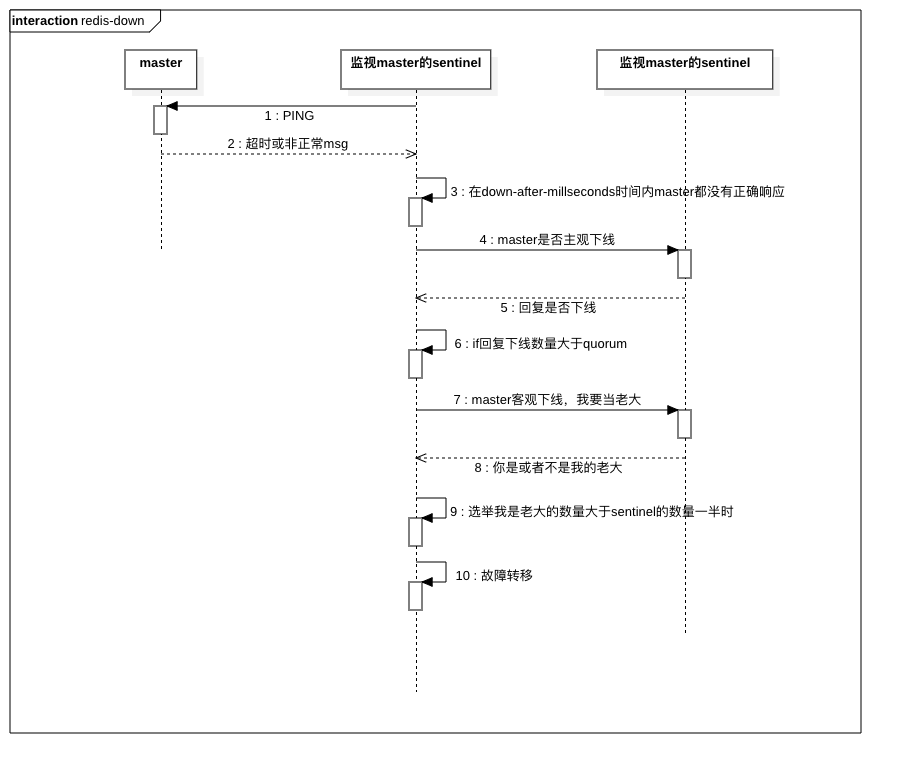 interaction redis-down
master
监视master的sentinel
监视master的sentinel
1 : PING
2 : 超时或非正常msg
3 : 在down-after-millseconds时间内master都没有正确响应
4 : master是否主观下线
5 : 回复是否下线
6 : if回复下线数量大于quorum
7 : master客观下线，我要当老大
8 : 你是或者不是我的老大
9 : 选举我是老大的数量大于sentinel的数量一半时
10 : 故障转移